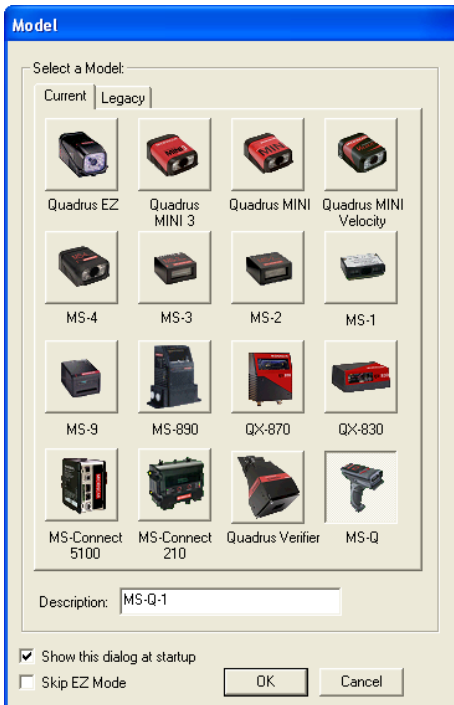 Model
Select a Model:
Current Legacy
Quadrus EZ
Quadrus
MINI 3
Quadrus MINI
Quadrus MINI
Velocity
MS-4
MS-3
MS-2
MS-1
MS-9
MS-890
QX-870
QX-830
MS-Connect
5100
MS-Connect
210
Quadrus Verifier
MS-Q
Description: MS-Q-1
Show this dialog at startup
Skip EZ Mode
OK
Cancel